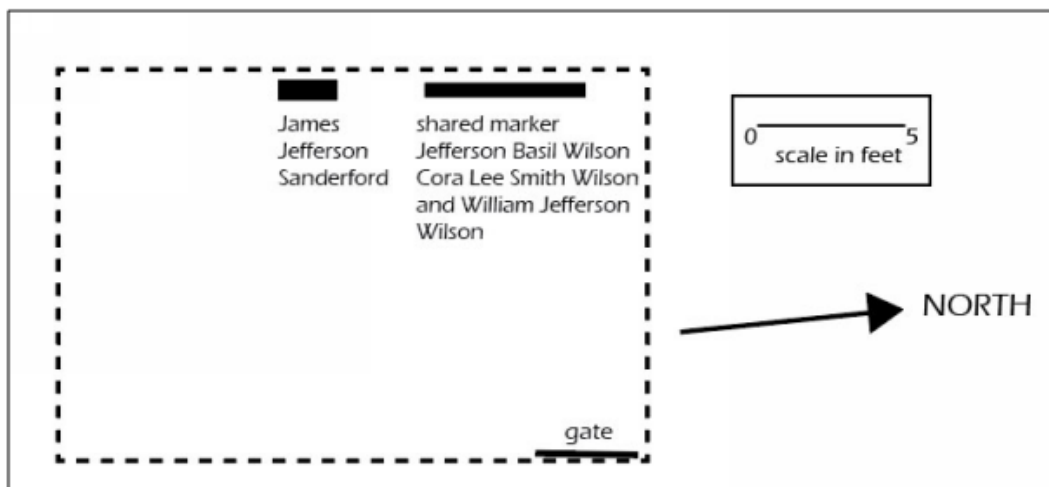 James
Jefferson
Sanderford
shared marker
Jefferson Basil Wilson
Cora Lee Smith Wilson
and William Jefferson
Wilson
0 5
scale in feet
NORTH
gate